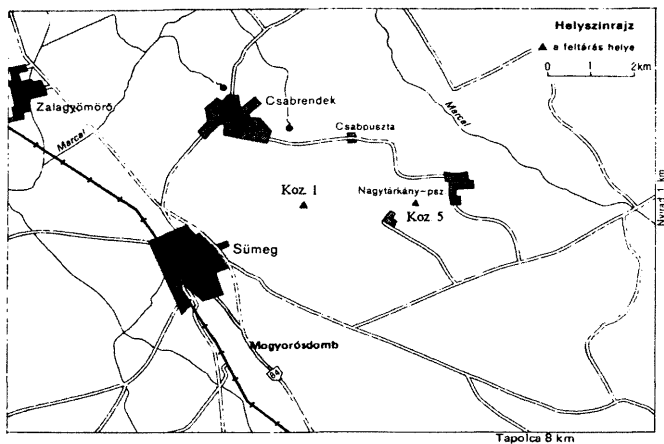 Helyszinrajz
▲ a feltárás helye
0 1 2km
Zalagyömörő
Csabrendek
Marcal
Marcal
Csabpuszta
Nagytárkány-psz.
Koz 1
Koz 5
Nyirád 1 km
Sümeg
Mogyorósdomb
84
Tapolca 8 km